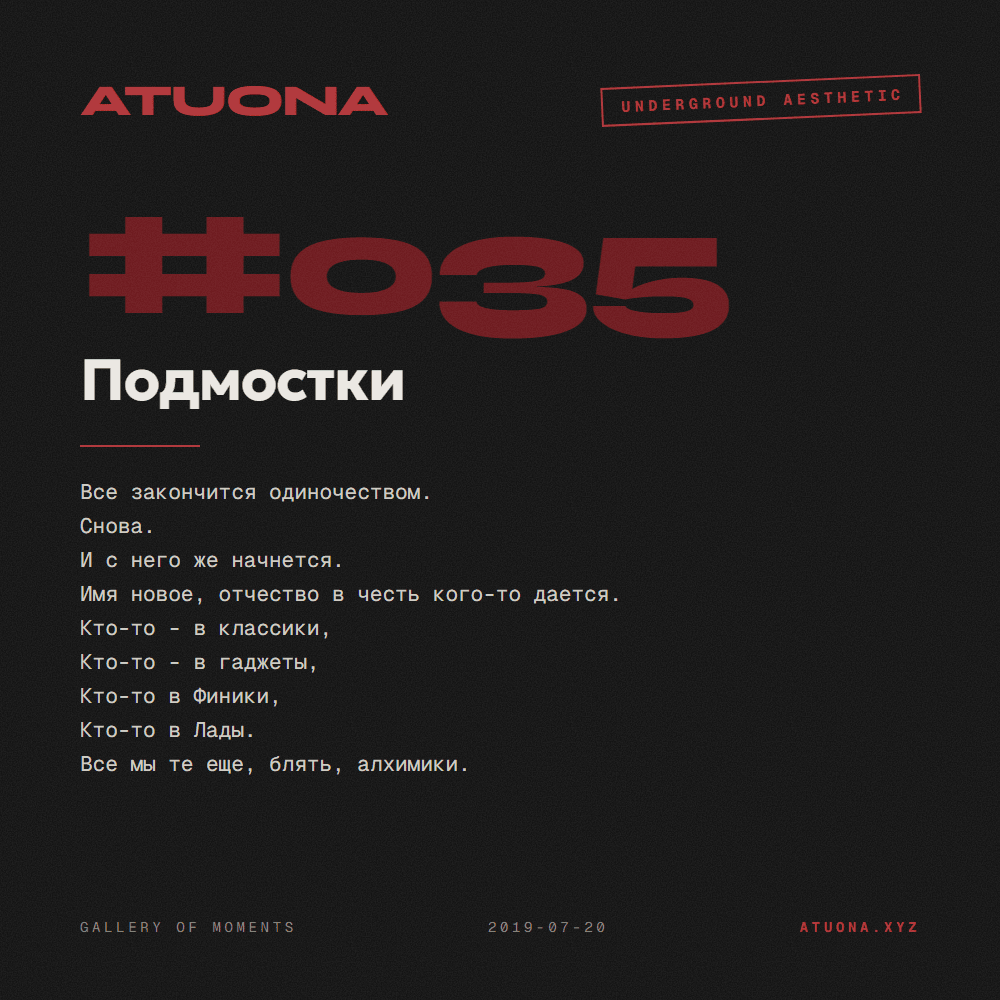 ATUONA
UNDERGROUND AESTHETIC
#035
Подмостки
Все закончится одиночеством.
Снова.
И с него же начнется.
Имя новое, отчество в честь кого-то дается.
Кто-то - в классики,
Кто-то - в гаджеты,
Кто-то в Финики,
Кто-то в Лады.
Все мы те еще, блять, алхимики.
GALLERY OF MOMENTS
2019-07-20
ATUONA.XYZ